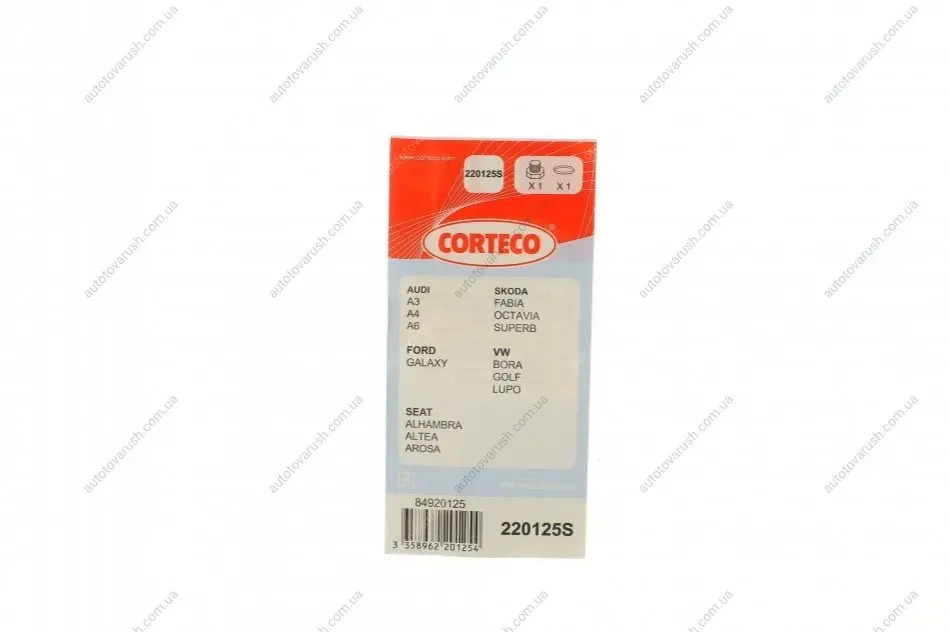 www.corteco.com
220125S
X 1 X 1
CORTECO®
AUDI
A3
A4
A6
FORD
GALAXY
SEAT
ALHAMBRA
ALTEA
AROSA
SKODA
FABIA
OCTAVIA
SUPERB
VW
BORA
GOLF
LUPO
EAC
84920125
3 358962 201254
220125S
autotovarush.com.ua